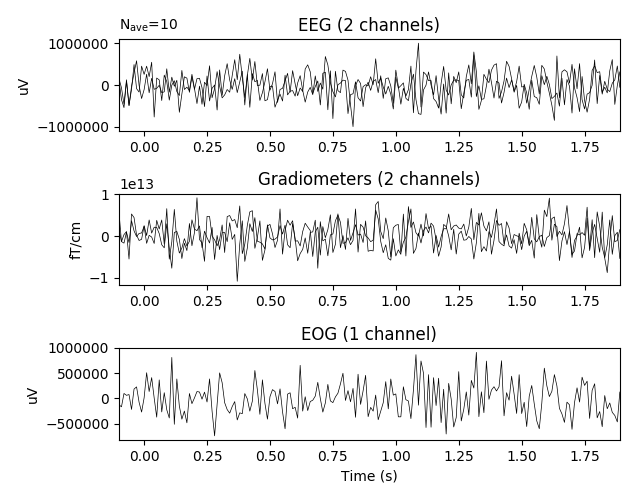 N_ave=10
EEG (2 channels)
1000000
0
−1000000
uV
0.00 0.25 0.50 0.75 1.00 1.25 1.50 1.75
1e13
Gradiometers (2 channels)
1
0
−1
fT/cm
0.00 0.25 0.50 0.75 1.00 1.25 1.50 1.75
EOG (1 channel)
1000000
500000
0
−500000
uV
0.00 0.25 0.50 0.75 1.00 1.25 1.50 1.75
Time (s)